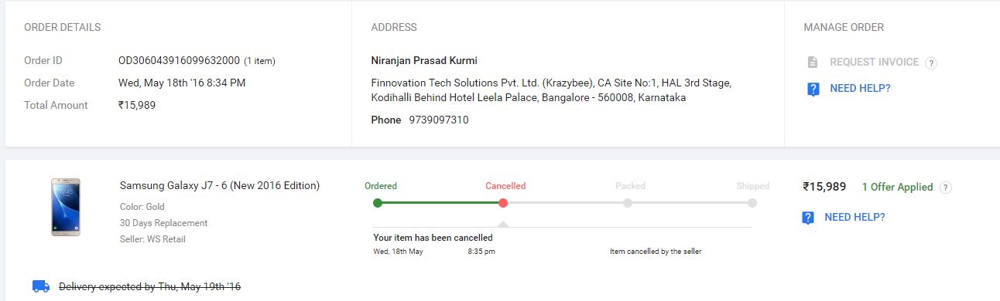 ORDER DETAILS
Order ID OD306043916099632000 (1 item)
Order Date Wed, May 18th '16 8:34 PM
Total Amount ₹15,989
ADDRESS
Niranjan Prasad Kurmi
Finnovation Tech Solutions Pvt. Ltd. (Krazybee), CA Site No:1, HAL 3rd Stage,
Kodihalli Behind Hotel Leela Palace, Bangalore - 560008, Karnataka
Phone 9739097310
MANAGE ORDER
REQUEST INVOICE ?
? NEED HELP?
Samsung Galaxy J7 - 6 (New 2016 Edition)
Color: Gold
30 Days Replacement
Seller: WS Retail
Ordered Cancelled Packed Shipped
Your item has been cancelled
Wed, 18th May 8:35 pm Item cancelled by the seller
₹15,989 1 Offer Applied ?
? NEED HELP?
Delivery expected by Thu, May 19th '16